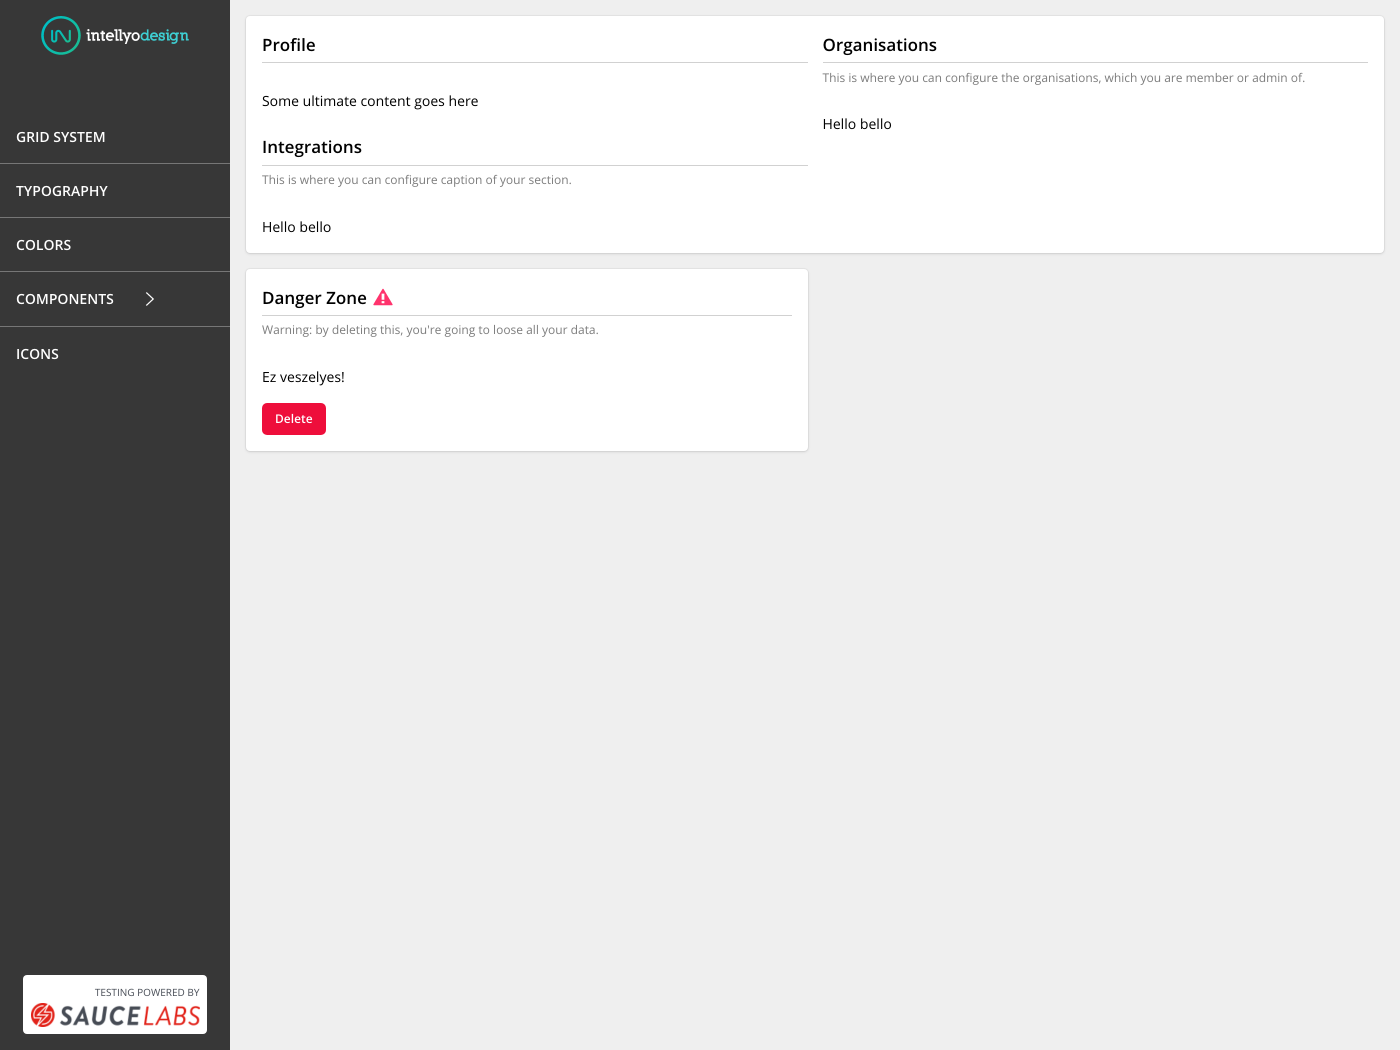 intellyodesign
GRID SYSTEM
TYPOGRAPHY
COLORS
COMPONENTS
ICONS
TESTING POWERED BY
SAUCELABS
Profile
Some ultimate content goes here
Integrations
This is where you can configure caption of your section.
Hello bello
Organisations
This is where you can configure the organisations, which you are member or admin of.
Hello bello
Danger Zone
Warning: by deleting this, you're going to loose all your data.
Ez veszelyes!
Delete